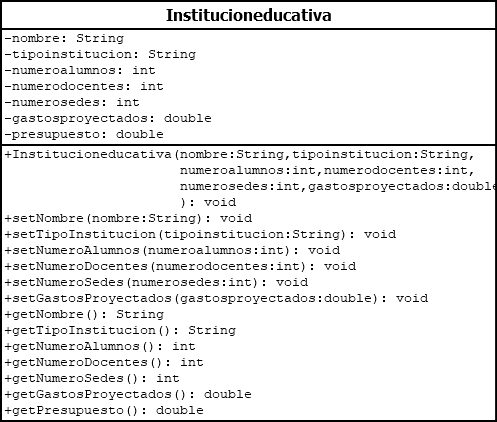 Institucioneducativa
-nombre: String
-tipoinstitucion: String
-numeroalumnos: int
-numerodocentes: int
-numerosedes: int
-gastosproyectados: double
-presupuesto: double
+Institucioneducativa(nombre:String,tipoinstitucion:String,
numeroalumnos:int,numerodocentes:int,
numerosedes:int,gastosproyectados:double
): void
+setNombre(nombre:String): void
+setTipoInstitucion(tipoinstitucion:String): void
+setNumeroAlumnos(numeroalumnos:int): void
+setNumeroDocentes(numerodocentes:int): void
+setNumeroSedes(numerosedes:int): void
+setGastosProyectados(gastosproyectados:double): void
+getNombre(): String
+getTipoInstitucion(): String
+getNumeroAlumnos(): int
+getNumeroDocentes(): int
+getNumeroSedes(): int
+getGastosProyectados(): double
+getPresupuesto(): double